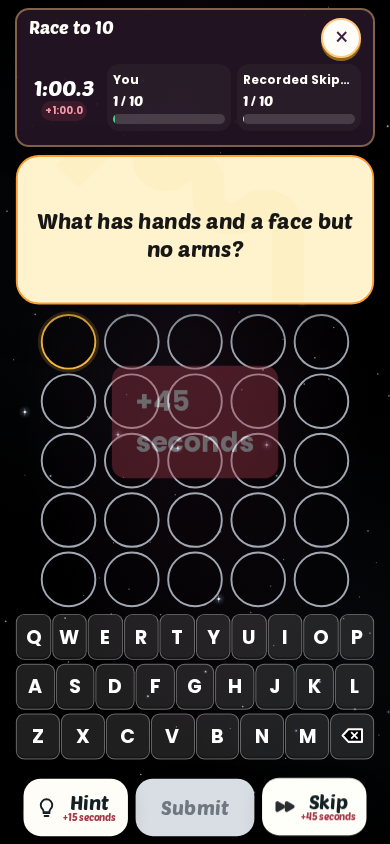 Race to 10
×
1:00.3
+1:00.0
You
1 / 10
Recorded Skip…
1 / 10
What has hands and a face but
no arms?
+45
seconds
Q W E R T Y U I O P
A S D F G H J K L
Z X C V B N M
Hint
+15 seconds
Submit
Skip
+45 seconds